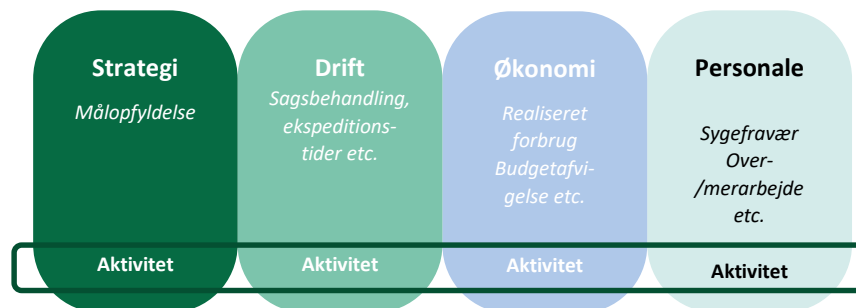 Strategi
Målopfyldelse
Aktivitet
Drift
Sagsbehandling,
ekspeditions-
tider etc.
Aktivitet
Økonomi
Realiseret
forbrug
Budgetafvi-
gelse etc.
Aktivitet
Personale
Sygefravær
Over-
/merarbejde
etc.
Aktivitet